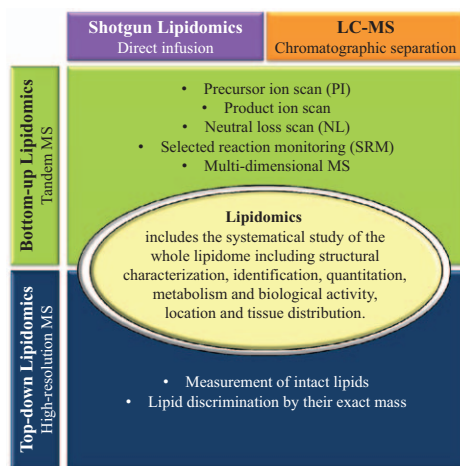 Shotgun Lipidomics
Direct infusion
LC-MS
Chromatographic separation
Bottom-up Lipidomics
Tandem MS
• Precursor ion scan (PI)
• Product ion scan
• Neutral loss scan (NL)
• Selected reaction monitoring (SRM)
• Multi-dimensional MS
Lipidomics
includes the systematical study of the
whole lipidome including structural
characterization, identification, quantitation,
metabolism and biological activity,
location and tissue distribution.
Top-down Lipidomics
High-resolution MS
• Measurement of intact lipids
• Lipid discrimination by their exact mass